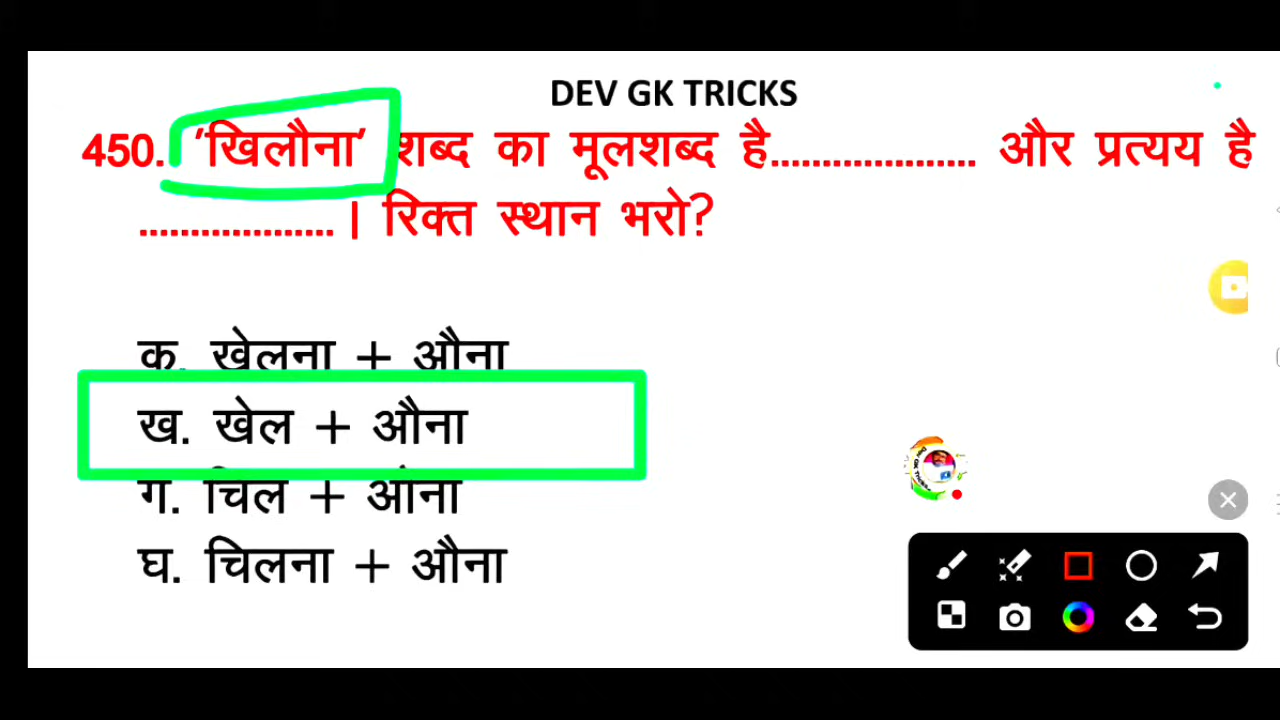 DEV GK TRICKS
450. 'खिलौना' शब्द का मूलशब्द है................... और प्रत्यय है
...................। रिक्त स्थान भरो?
क. खेलना + औना
ख. खेल + औना
ग. चिल + औना
घ. चिलना + औना